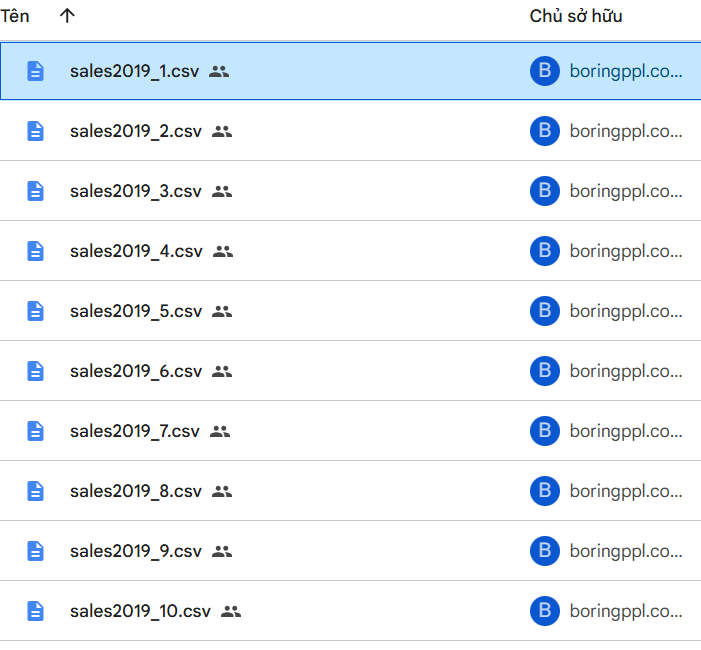 Tên Chủ sở hữu
sales2019_1.csv B boringppl.co...
sales2019_2.csv B boringppl.co...
sales2019_3.csv B boringppl.co...
sales2019_4.csv B boringppl.co...
sales2019_5.csv B boringppl.co...
sales2019_6.csv B boringppl.co...
sales2019_7.csv B boringppl.co...
sales2019_8.csv B boringppl.co...
sales2019_9.csv B boringppl.co...
sales2019_10.csv B boringppl.co...